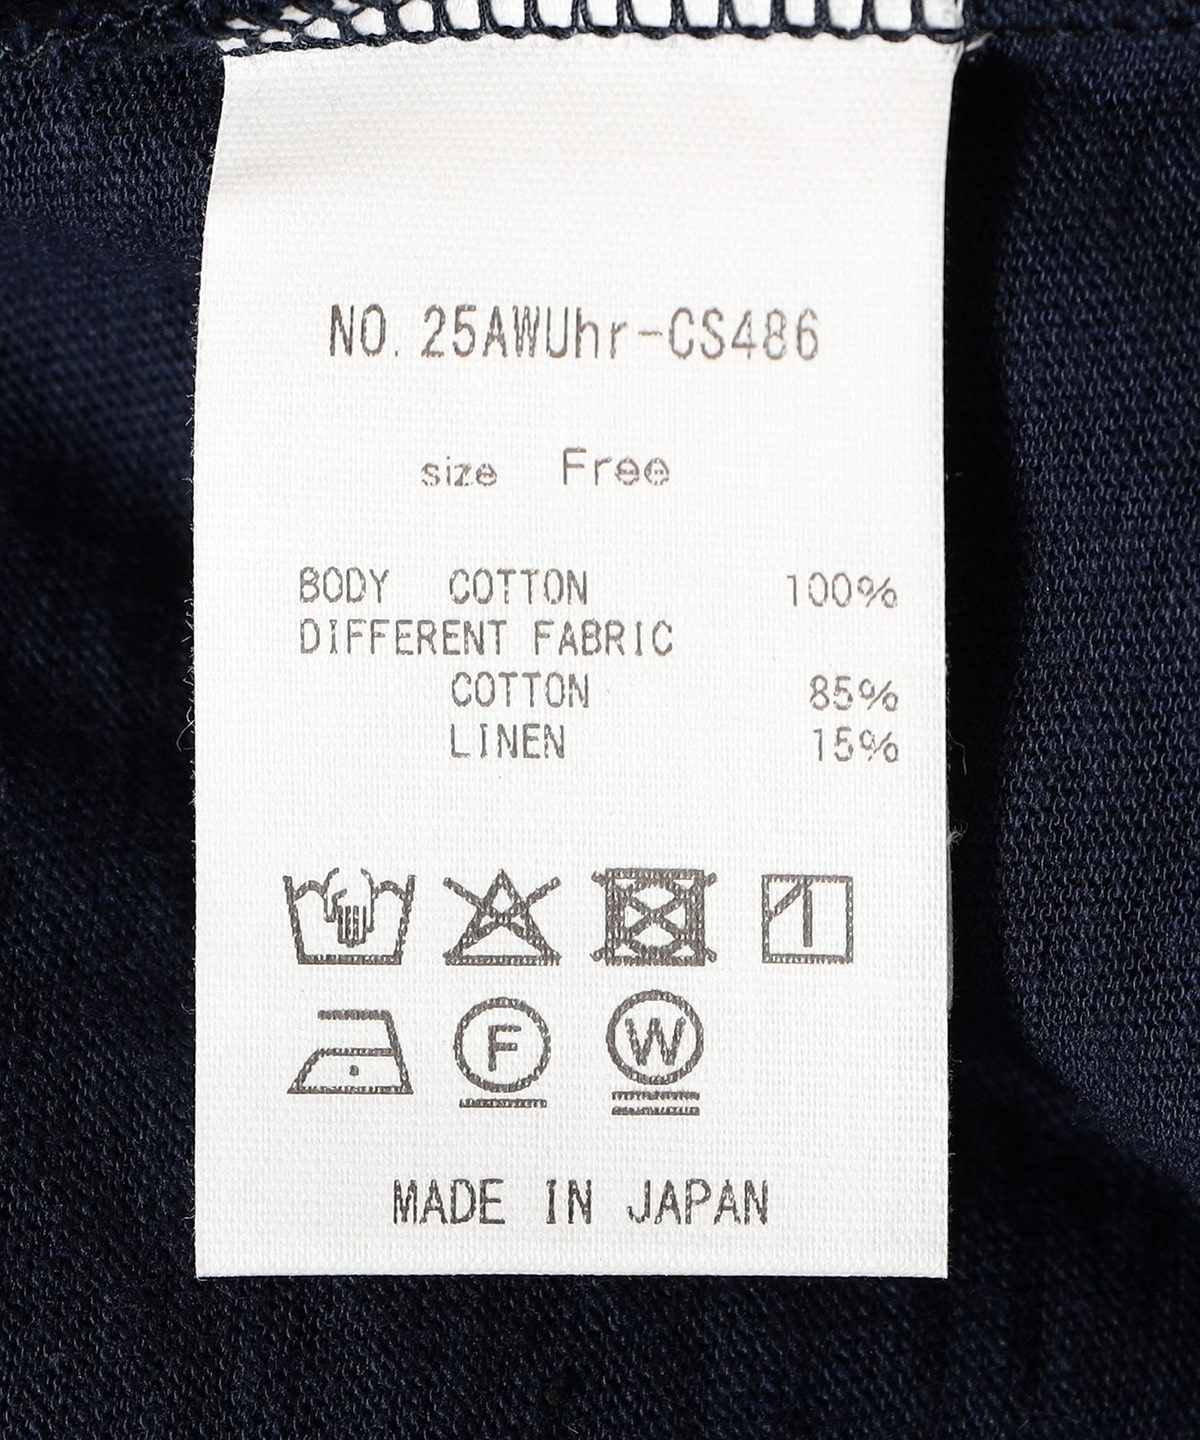 NO. 25AWUhr-CS486
size Free
BODY COTTON 100%
DIFFERENT FABRIC
COTTON 85%
LINEN 15%
F W
MADE IN JAPAN